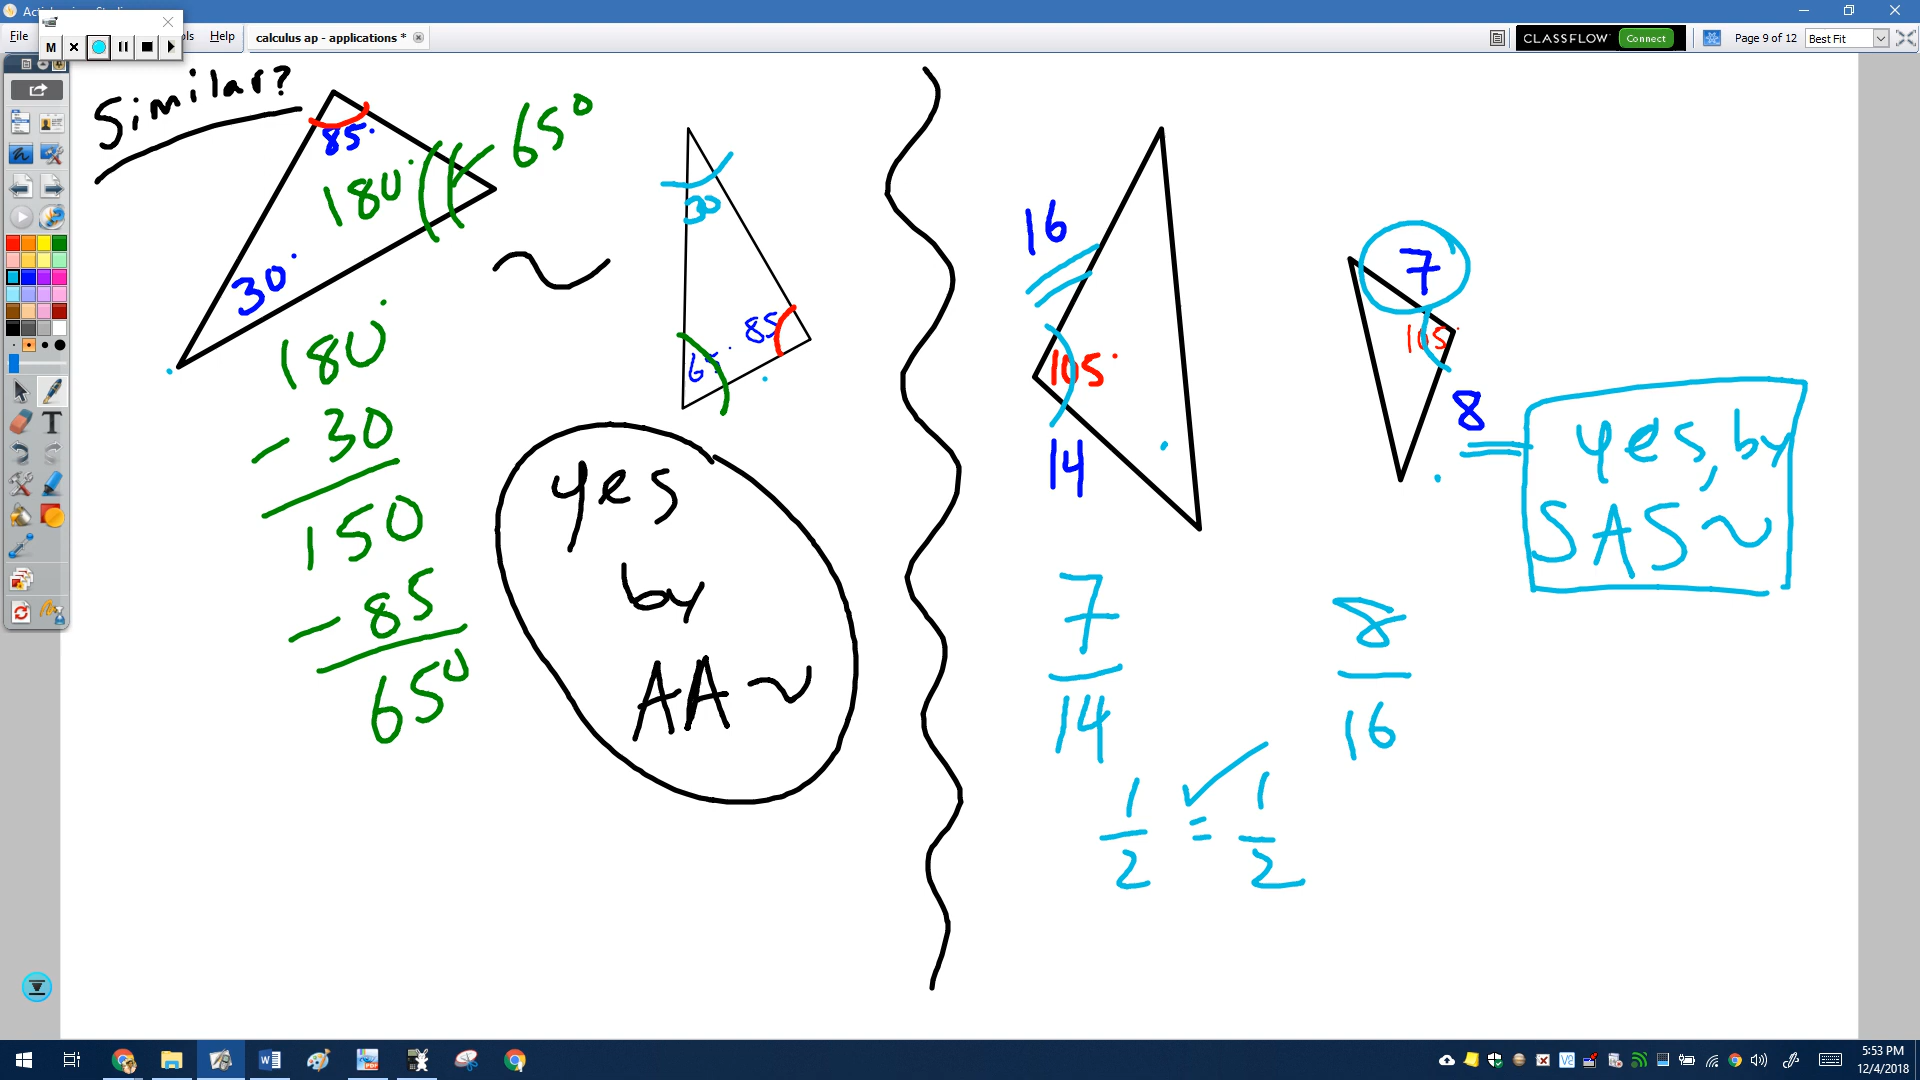 File
ols
Help
calculus ap - applications *
CLASSFLOW
Connect
Page 9 of 12
Best Fit
M
Similar?
85°
180°
65°
30°
180
- 30
150
- 85
65°
30
85
65°
~
yes
by
AA ~
16
105°
14
7
105°
8
yes, by
SAS ~
7
14
8
16
1
2
=
1
2
5:53 PM
12/4/2018